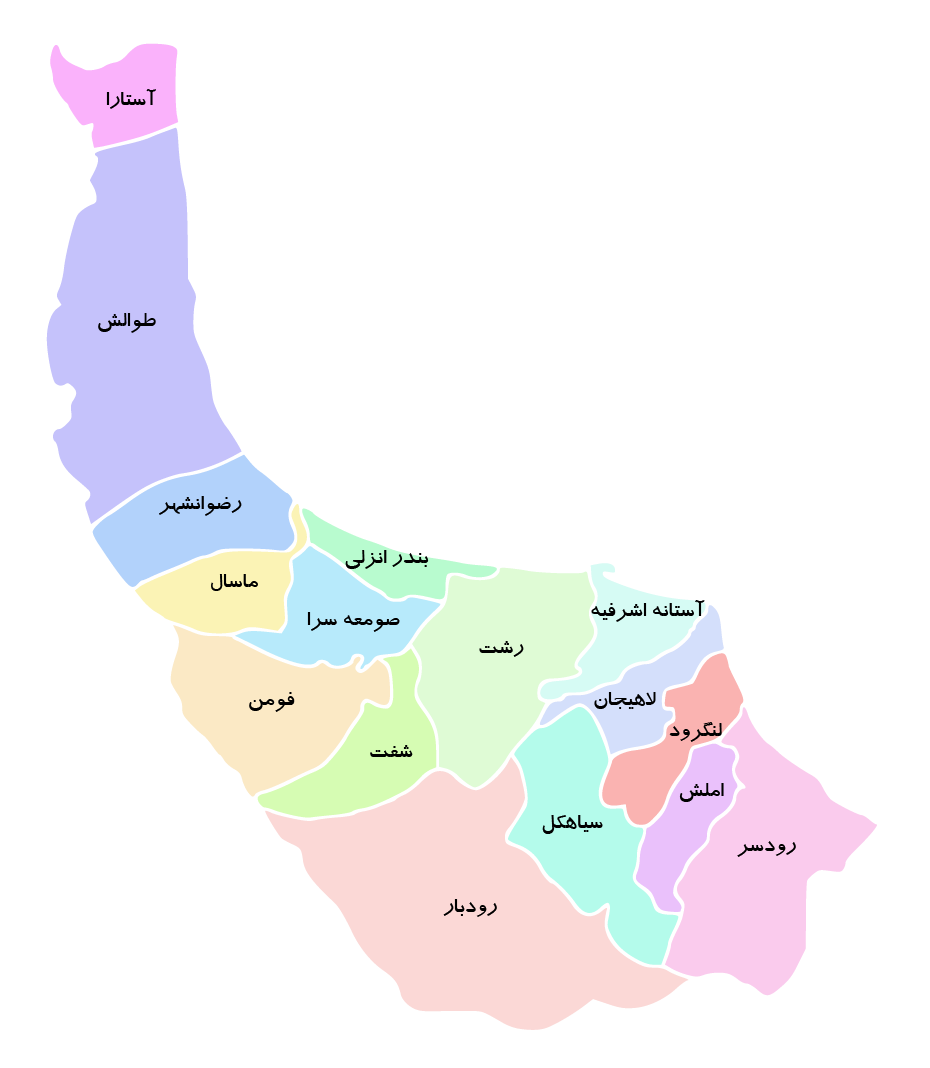 آستارا
طوالش
رضوانشهر
بندر انزلی
ماسال
آستانه اشرفیه
صومعه سرا
رشت
فومن
لاهیجان
لنگرود
شفت
املش
سیاهکل
رودسر
رودبار